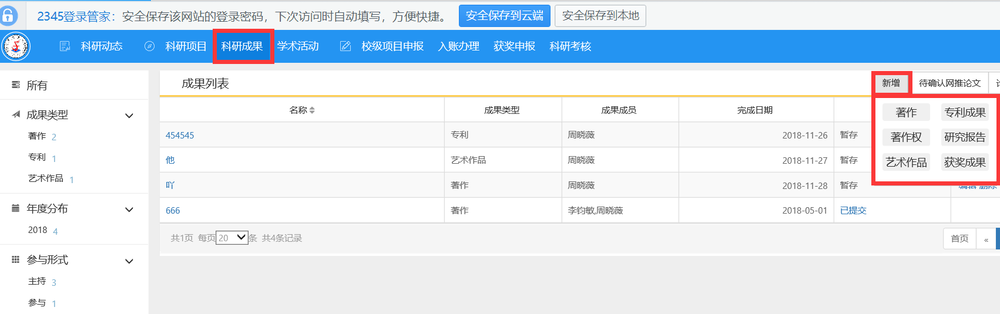 2345登录管家：安全保存该网站的登录密码，下次访问时自动填写，方便快捷。 安全保存到云端 安全保存到本地
科研动态 科研项目 科研成果 学术活动 校级项目申报 入账办理 获奖申报 科研考核
所有
成果类型
著作 2
专利 1
艺术作品 1
年度分布
2018 4
参与形式
主持 3
参与 1
成果列表 新增 待确认网推论文
著作 专利成果
著作权 研究报告
艺术作品 获奖成果
名称 成果类型 成果成员 完成日期
454545 专利 周晓薇 2018-11-26 暂存
他 艺术作品 周晓薇 2018-11-27 暂存
吖 著作 周晓薇 2018-11-28 暂存 编辑 删除
666 著作 李钧敏,周晓薇 2018-05-01 已提交
共1页 每页 20 条 共4条记录 首页 «